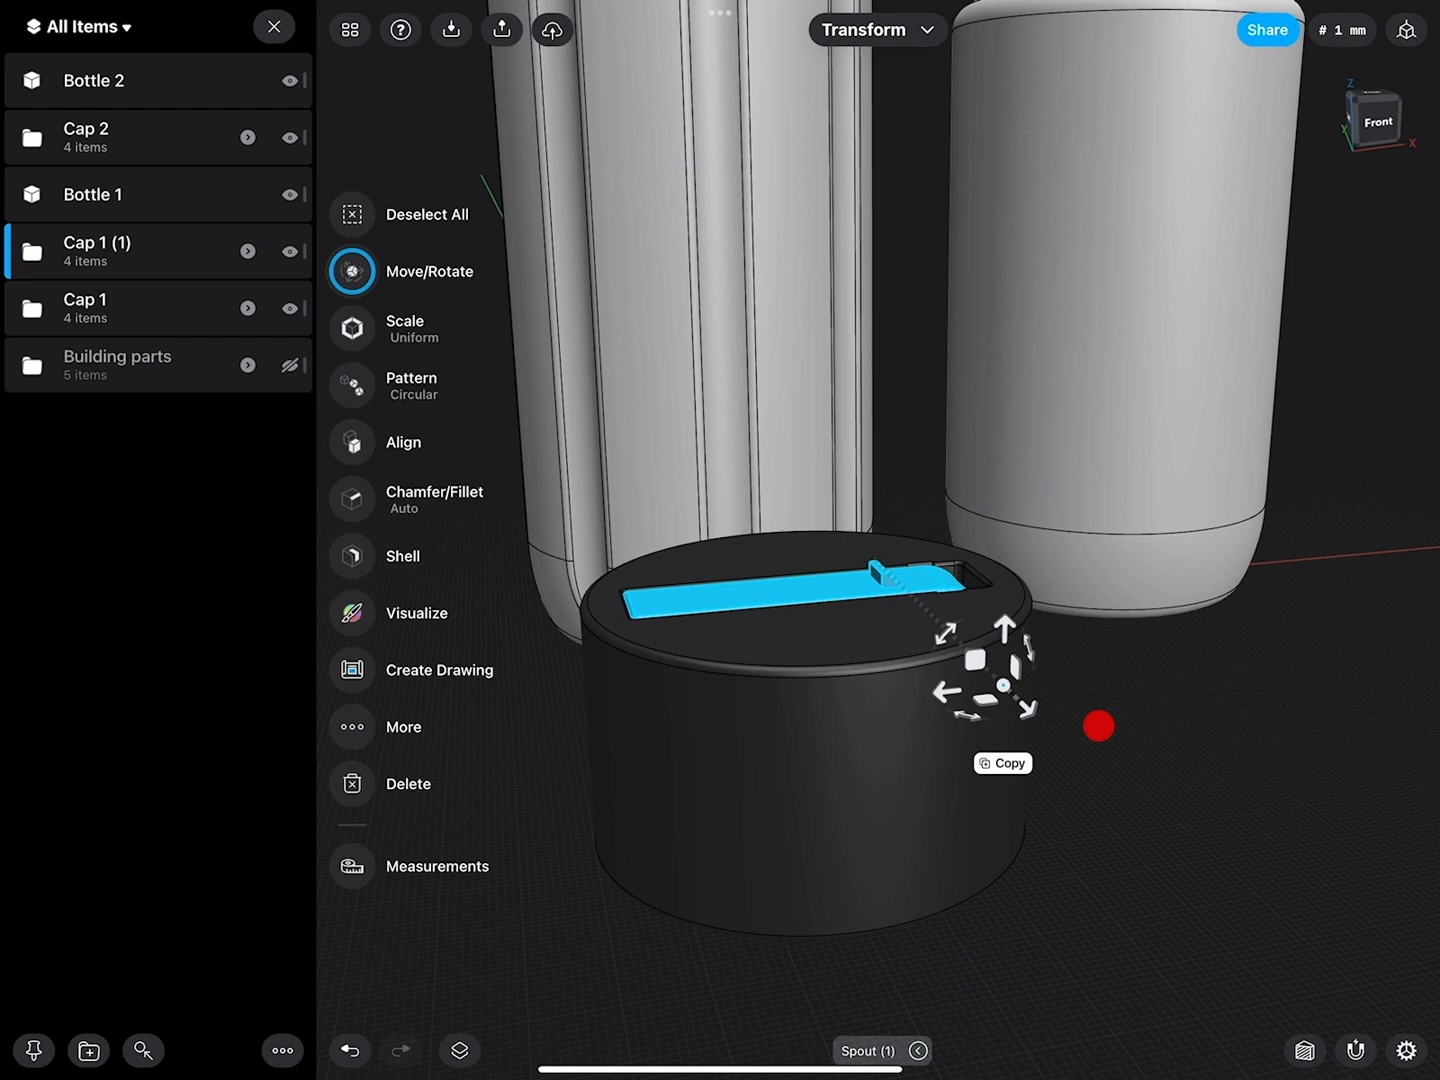 All Items
Bottle 2
Cap 2
4 items
Bottle 1
Cap 1 (1)
4 items
Cap 1
4 items
Building parts
5 items
Transform
Share
# 1 mm
Z
Front
Y
X
Deselect All
Move/Rotate
Scale
Uniform
Pattern
Circular
Align
Chamfer/Fillet
Auto
Shell
Visualize
Create Drawing
More
Delete
Measurements
Copy
Spout (1)